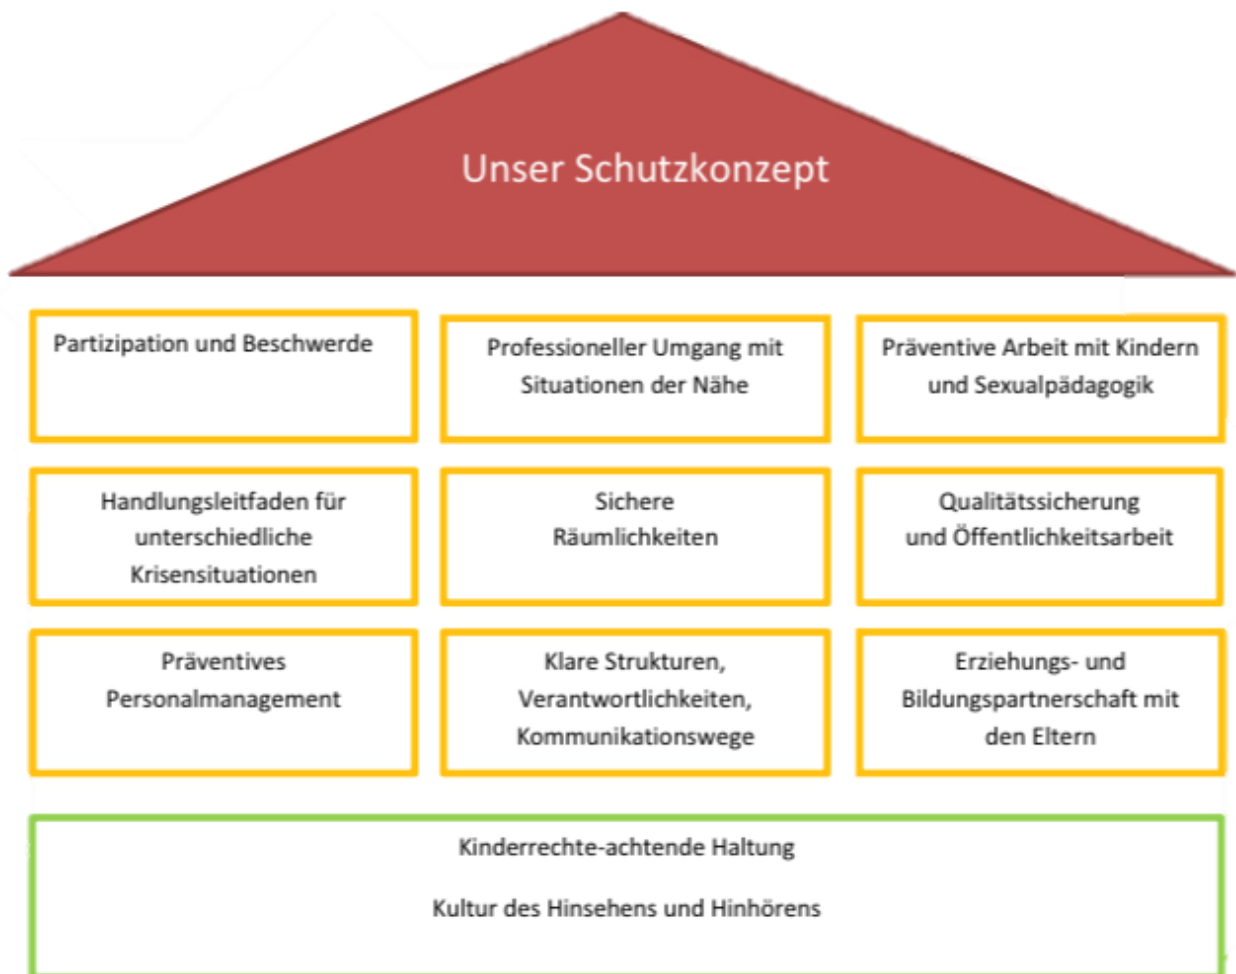 Unser Schutzkonzept
Partizipation und Beschwerde
Professioneller Umgang mit
Situationen der Nähe
Präventive Arbeit mit Kindern
und Sexualpädagogik
Handlungsleitfaden für
unterschiedliche
Krisensituationen
Sichere
Räumlichkeiten
Qualitätssicherung
und Öffentlichkeitsarbeit
Präventives
Personalmanagement
Klare Strukturen,
Verantwortlichkeiten,
Kommunikationswege
Erziehungs- und
Bildungspartnerschaft mit
den Eltern
Kinderrechte-achtende Haltung
Kultur des Hinsehens und Hinhörens